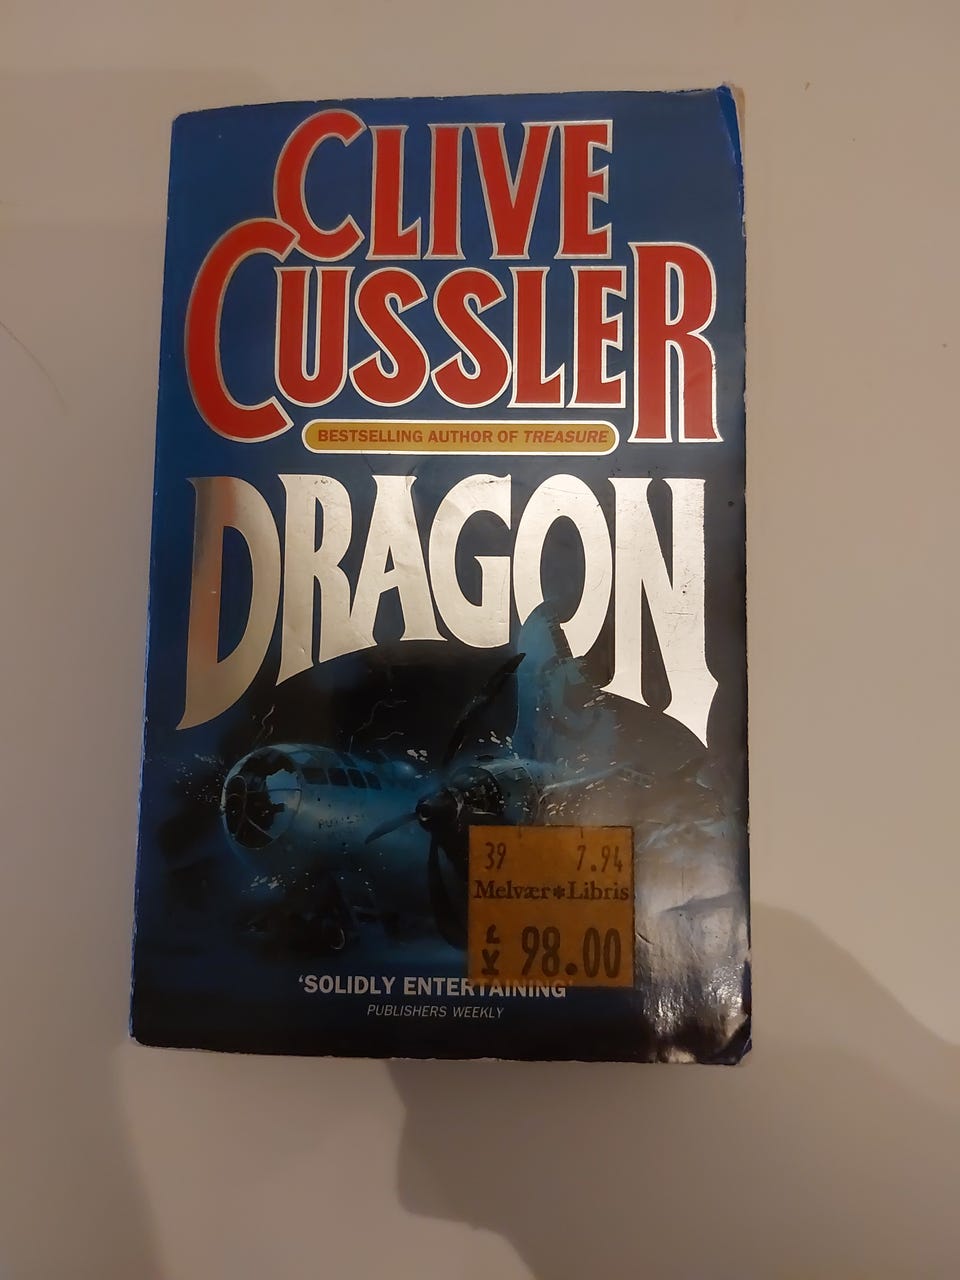 CLIVE
CUSSLER
BESTSELLING AUTHOR OF TREASURE
DRAGON
39 7.94
Melvær*Libris
KR 98.00
'SOLIDLY ENTERTAINING'
PUBLISHERS WEEKLY